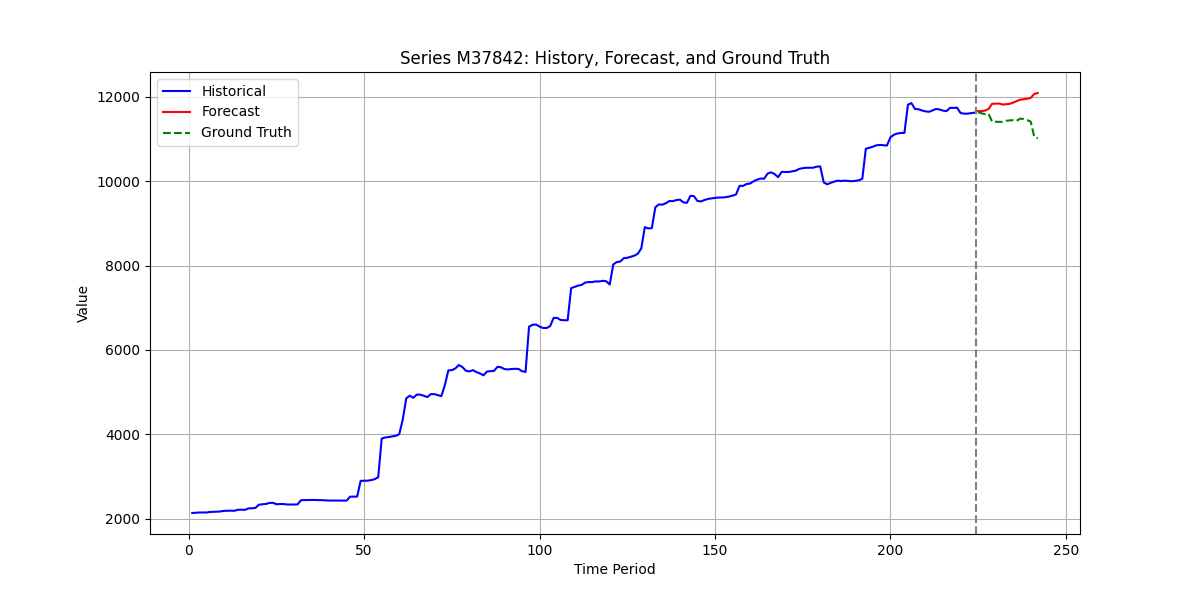 Series M37842: History, Forecast, and Ground Truth
Historical
Forecast
Ground Truth
Value
12000
10000
8000
6000
4000
2000
0
50
100
150
200
250
Time Period